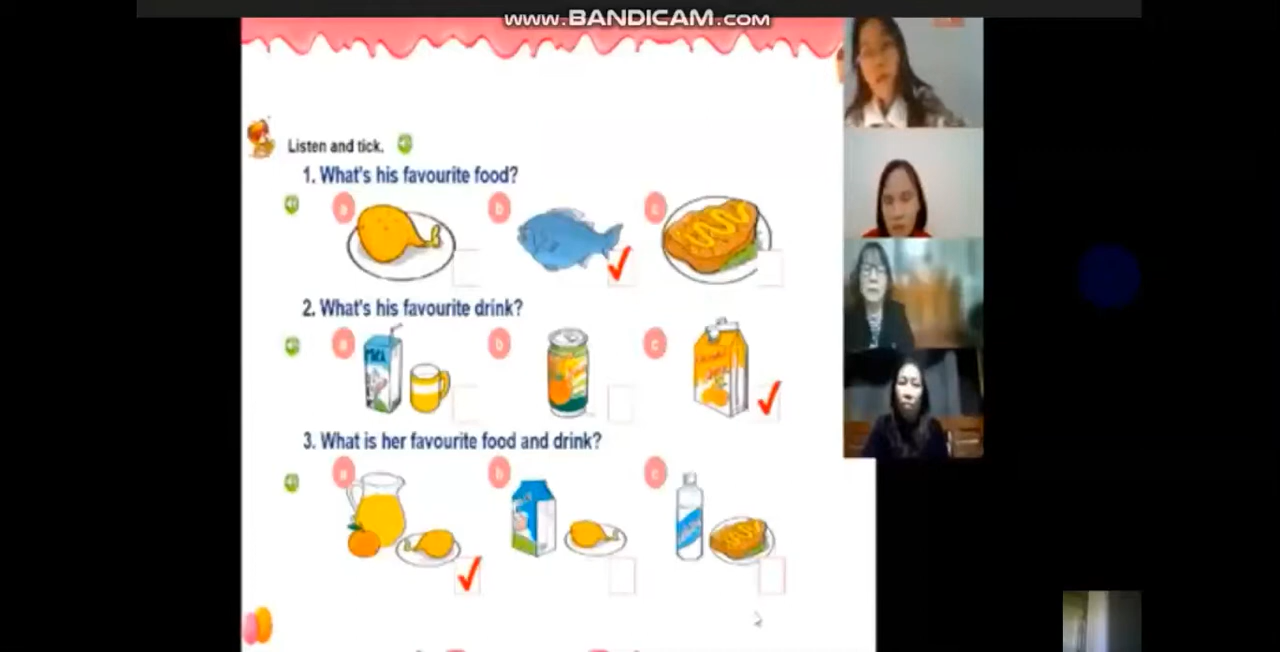 www.BANDICAM.com
Listen and tick.
1. What's his favourite food?
a
b
c
2. What's his favourite drink?
a
b
c
3. What is her favourite food and drink?
a
b
c